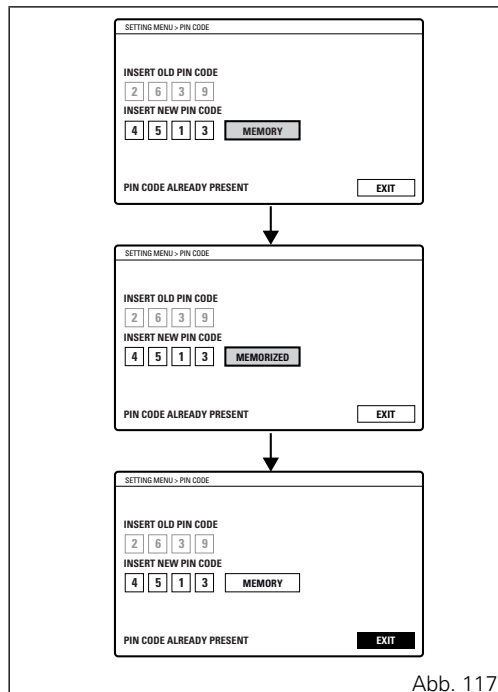 SETTING MENU > PIN CODE
INSERT OLD PIN CODE
2 6 3 9
INSERT NEW PIN CODE
4 5 1 3 MEMORY
PIN CODE ALREADY PRESENT EXIT
SETTING MENU > PIN CODE
INSERT OLD PIN CODE
2 6 3 9
INSERT NEW PIN CODE
4 5 1 3 MEMORIZED
PIN CODE ALREADY PRESENT EXIT
SETTING MENU > PIN CODE
INSERT OLD PIN CODE
2 6 3 9
INSERT NEW PIN CODE
4 5 1 3 MEMORY
PIN CODE ALREADY PRESENT EXIT
Abb. 117